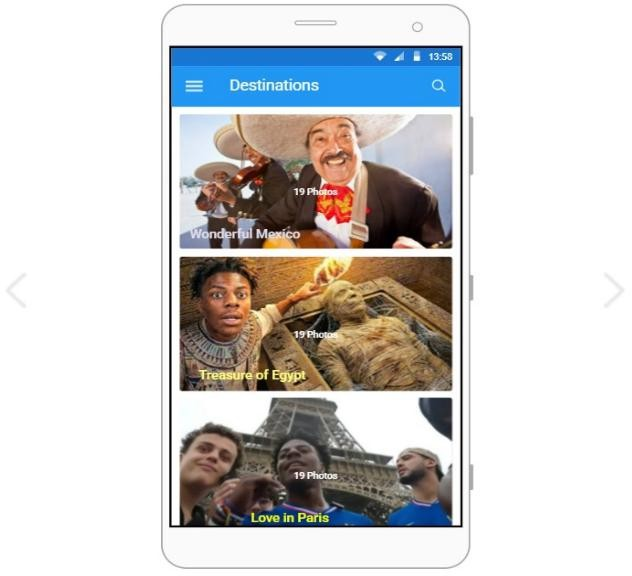 13:58
Destinations
19 Photos
Wonderful Mexico
19 Photos
Treasure of Egypt
19 Photos
Love in Paris